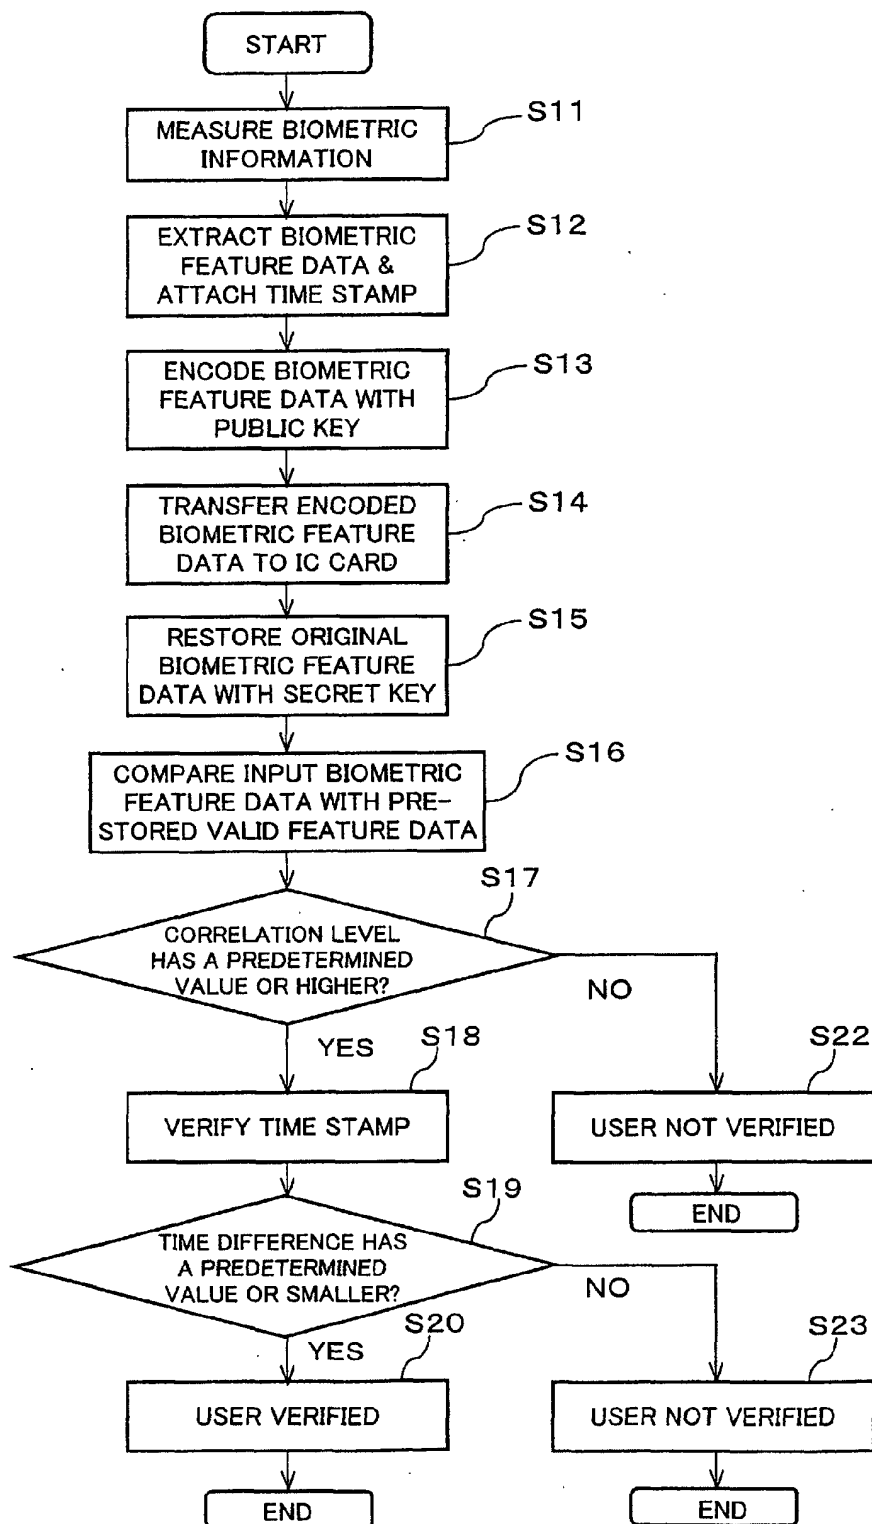 START
S11
MEASURE BIOMETRIC
INFORMATION
S12
EXTRACT BIOMETRIC
FEATURE DATA &
ATTACH TIME STAMP
S13
ENCODE BIOMETRIC
FEATURE DATA WITH
PUBLIC KEY
S14
TRANSFER ENCODED
BIOMETRIC FEATURE
DATA TO IC CARD
S15
RESTORE ORIGINAL
BIOMETRIC FEATURE
DATA WITH SECRET KEY
S16
COMPARE INPUT BIOMETRIC
FEATURE DATA WITH PRE-
STORED VALID FEATURE DATA
S17
CORRELATION LEVEL
HAS A PREDETERMINED
VALUE OR HIGHER?
NO
YES
S18
S22
VERIFY TIME STAMP
USER NOT VERIFIED
S19
END
TIME DIFFERENCE HAS
A PREDETERMINED
VALUE OR SMALLER?
NO
YES
S20
S23
USER VERIFIED
USER NOT VERIFIED
END
END